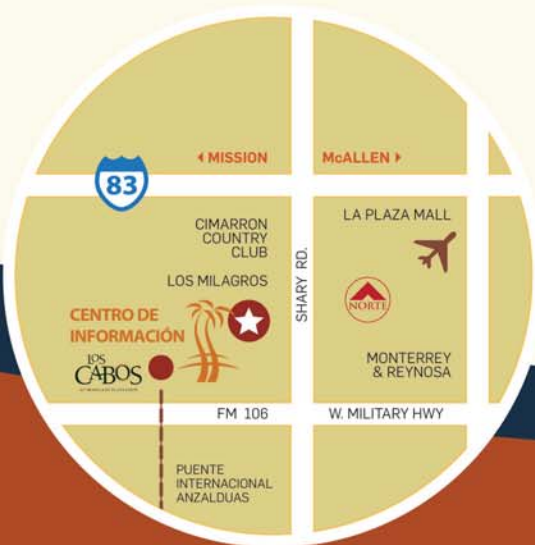 ◀ MISSION
McALLEN ▶
83
CIMARRON
COUNTRY
CLUB
LA PLAZA MALL
LOS MILAGROS
SHARY RD.
NORTE
CENTRO DE
INFORMACIÓN
LOS
CABOS
MONTERREY
& REYNOSA
FM 106
W. MILITARY HWY
PUENTE
INTERNACIONAL
ANZALDUAS